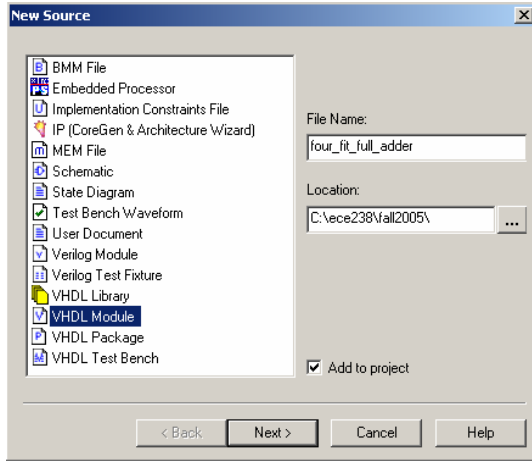 New Source
BMM File
Embedded Processor
Implementation Constraints File
IP (CoreGen & Architecture Wizard)
MEM File
Schematic
State Diagram
Test Bench Waveform
User Document
Verilog Module
Verilog Test Fixture
VHDL Library
VHDL Module
VHDL Package
VHDL Test Bench
File Name:
four_fit_full_adder
Location:
C:\ece238\fall2005\
...
Add to project
< Back
Next >
Cancel
Help